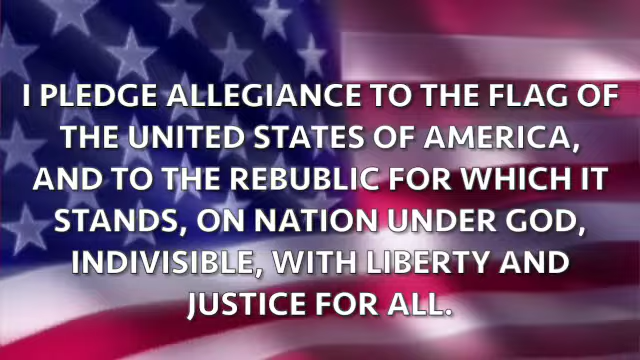 I PLEDGE ALLEGIANCE TO THE FLAG OF
THE UNITED STATES OF AMERICA,
AND TO THE REBUBLIC FOR WHICH IT
STANDS, ON NATION UNDER GOD,
INDIVISIBLE, WITH LIBERTY AND
JUSTICE FOR ALL.